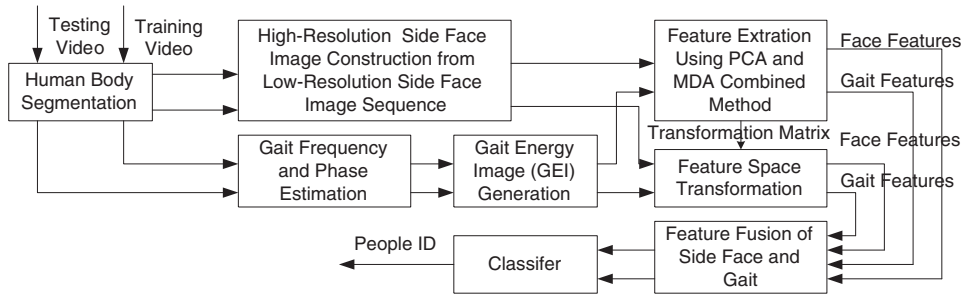 Testing
Video
Training
Video
Human Body
Segmentation
High-Resolution Side Face
Image Construction from
Low-Resolution Side Face
Image Sequence
Feature Extration
Using PCA and
MDA Combined
Method
Face Features
Gait Features
Transformation Matrix
Face Features
Gait Features
Gait Frequency
and Phase
Estimation
Gait Energy
Image (GEI)
Generation
Feature Space
Transformation
People ID
Classifer
Feature Fusion of
Side Face and
Gait